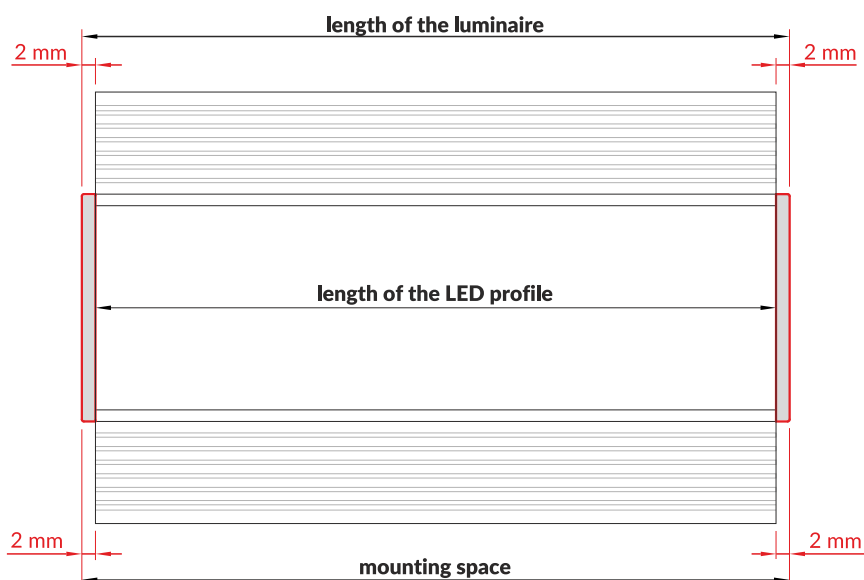 length of the luminaire
2 mm
2 mm
length of the LED profile
2 mm
2 mm
mounting space